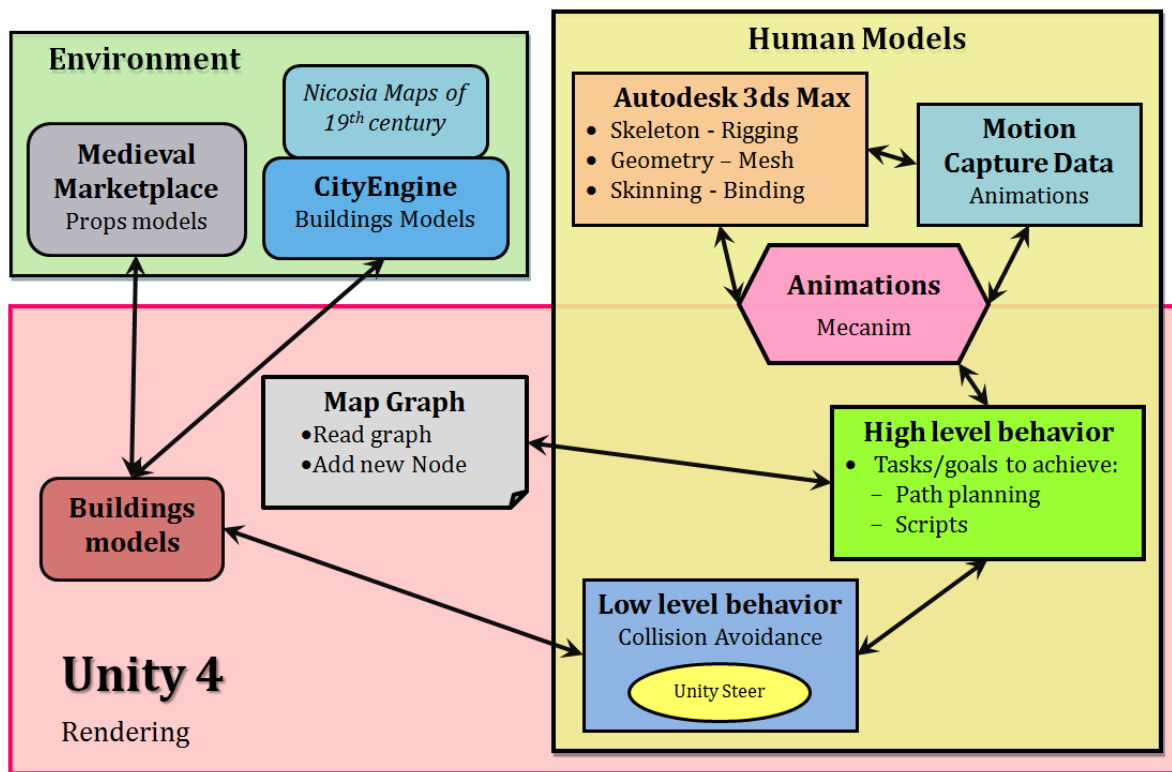 Environment
Nicosia Maps of
19th century
Medieval
Marketplace
Props models
CityEngine
Buildings Models
Human Models
Autodesk 3ds Max
• Skeleton - Rigging
• Geometry – Mesh
• Skinning - Binding
Motion
Capture Data
Animations
Animations
Mecanim
Map Graph
•Read graph
•Add new Node
High level behavior
• Tasks/goals to achieve:
– Path planning
– Scripts
Buildings
models
Low level behavior
Collision Avoidance
Unity Steer
Unity 4
Rendering